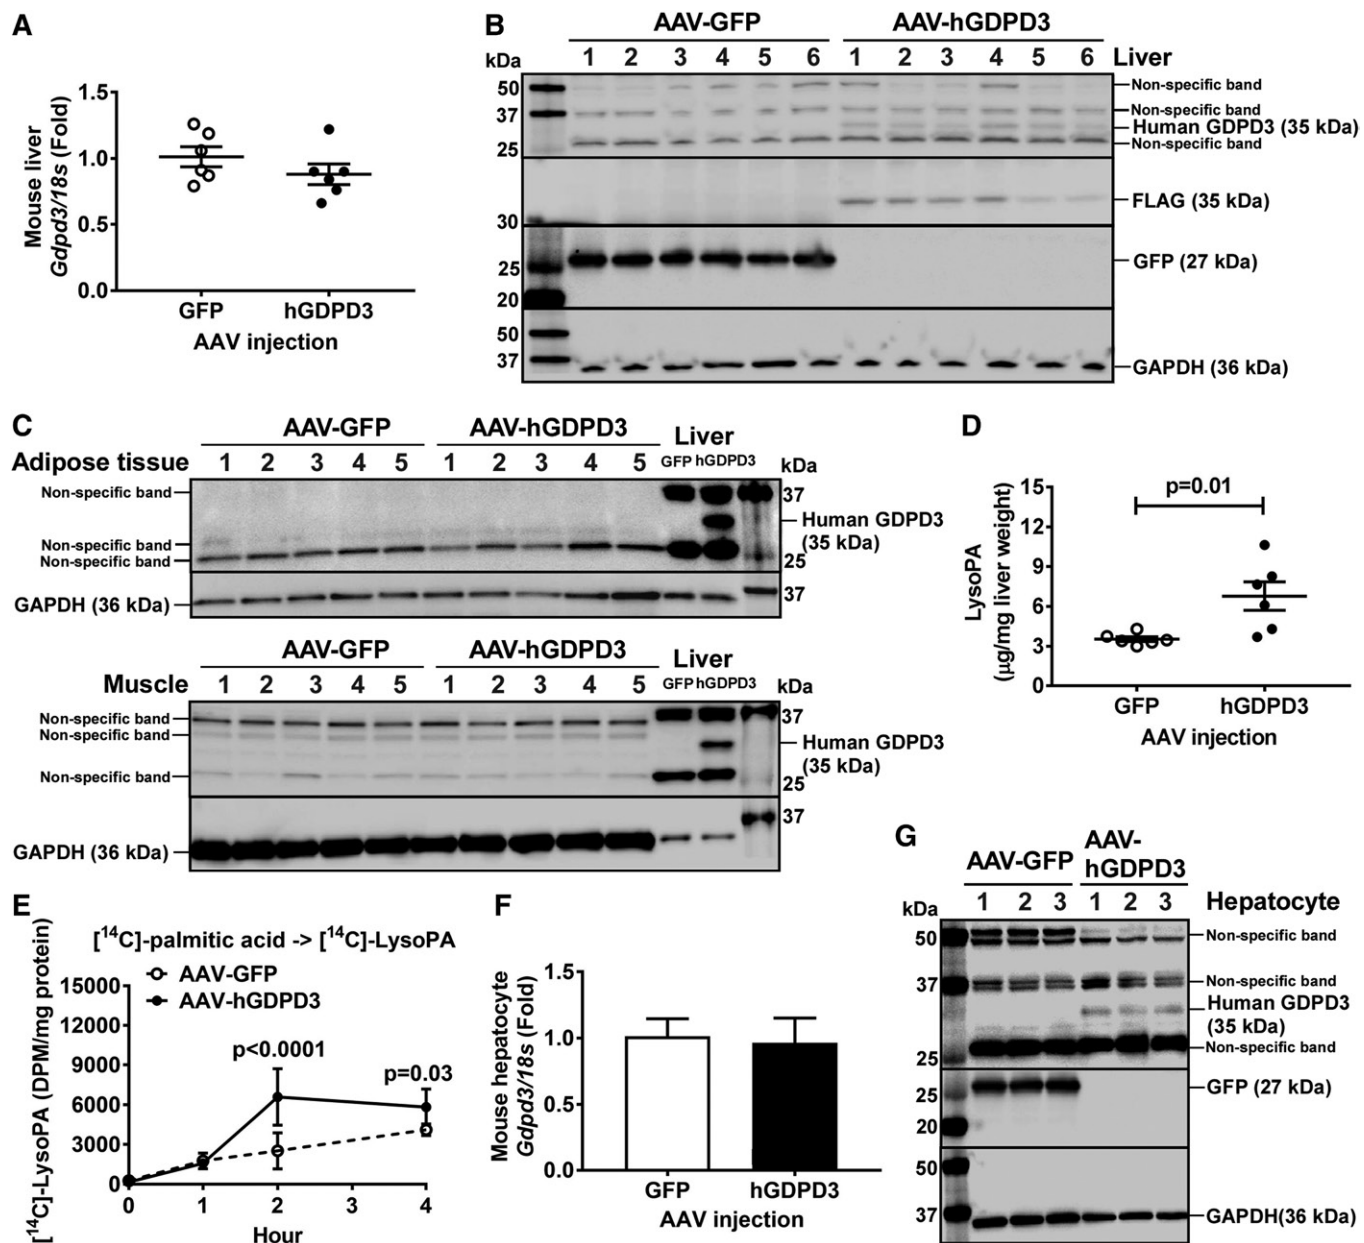 A
Mouse liver
Gdpd3/18s (Fold)
1.5
1.0
0.5
0.0
GFP hGDPD3
AAV injection
B
AAV-GFP AAV-hGDPD3
kDa 1 2 3 4 5 6 1 2 3 4 5 6 Liver
50
37
25
Non-specific band
Non-specific band
Human GDPD3 (35 kDa)
Non-specific band
30
FLAG (35 kDa)
25
20
GFP (27 kDa)
50
37
GAPDH (36 kDa)
C
AAV-GFP AAV-hGDPD3 Liver
Adipose tissue 1 2 3 4 5 1 2 3 4 5 GFP hGDPD3 kDa
Non-specific band
Non-specific band
Non-specific band
37
Human GDPD3
(35 kDa)
25
GAPDH (36 kDa)
37
AAV-GFP AAV-hGDPD3 Liver
Muscle 1 2 3 4 5 1 2 3 4 5 GFP hGDPD3 kDa
Non-specific band
Non-specific band
Non-specific band
37
Human GDPD3
(35 kDa)
25
37
GAPDH (36 kDa)
D
LysoPA
(µg/mg liver weight)
15
12
9
6
3
0
p=0.01
GFP hGDPD3
AAV injection
E
[14C]-LysoPA (DPM/mg protein)
[14C]-palmitic acid -> [14C]-LysoPA
AAV-GFP
AAV-hGDPD3
15000
12000
9000
6000
3000
0
p<0.0001
p=0.03
0 1 2 3 4
Hour
F
Mouse hepatocyte
Gdpd3/18s (Fold)
1.5
1.0
0.5
0.0
GFP hGDPD3
AAV injection
G
AAV-GFP AAV-
hGDPD3
kDa 1 2 3 1 2 3 Hepatocyte
50
37
25
Non-specific band
Non-specific band
Human GDPD3
(35 kDa)
Non-specific band
25
20
GFP (27 kDa)
50
37
GAPDH(36 kDa)